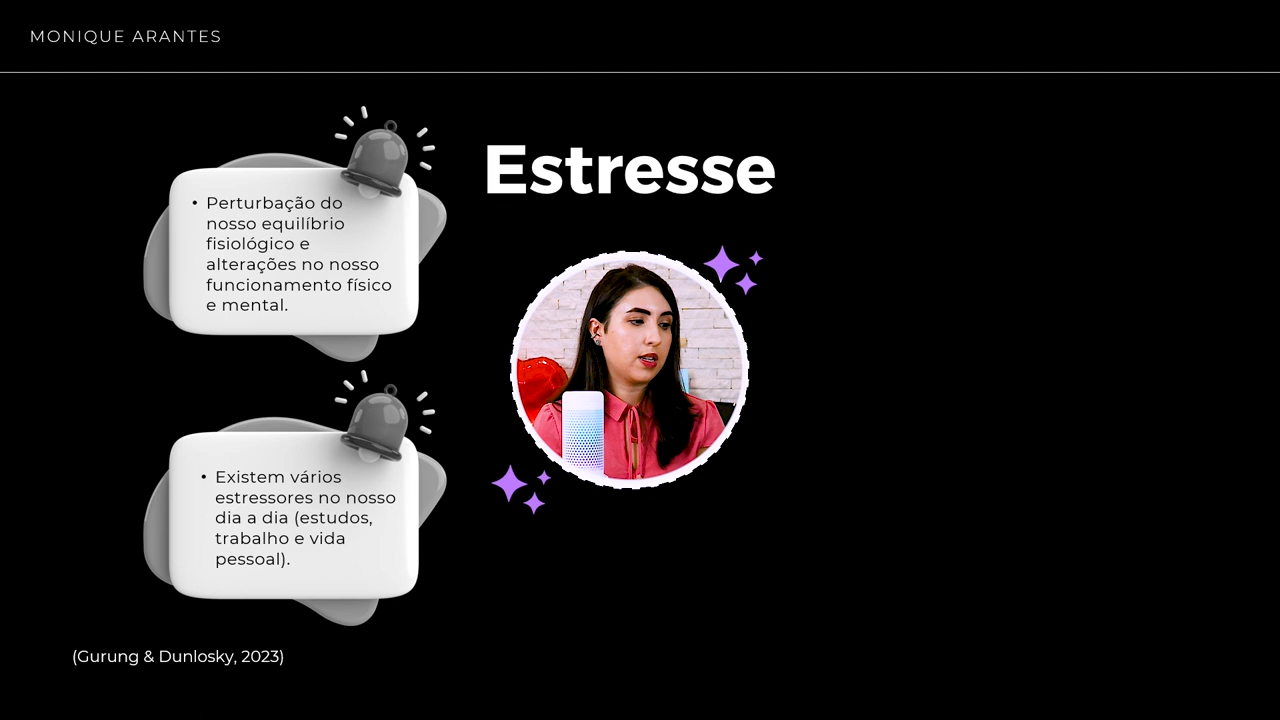 MONIQUE ARANTES
Estresse
• Perturbação do
nosso equilíbrio
fisiológico e
alterações no nosso
funcionamento físico
e mental.
• Existem vários
estressores no nosso
dia a dia (estudos,
trabalho e vida
pessoal).
(Gurung & Dunlosky, 2023)